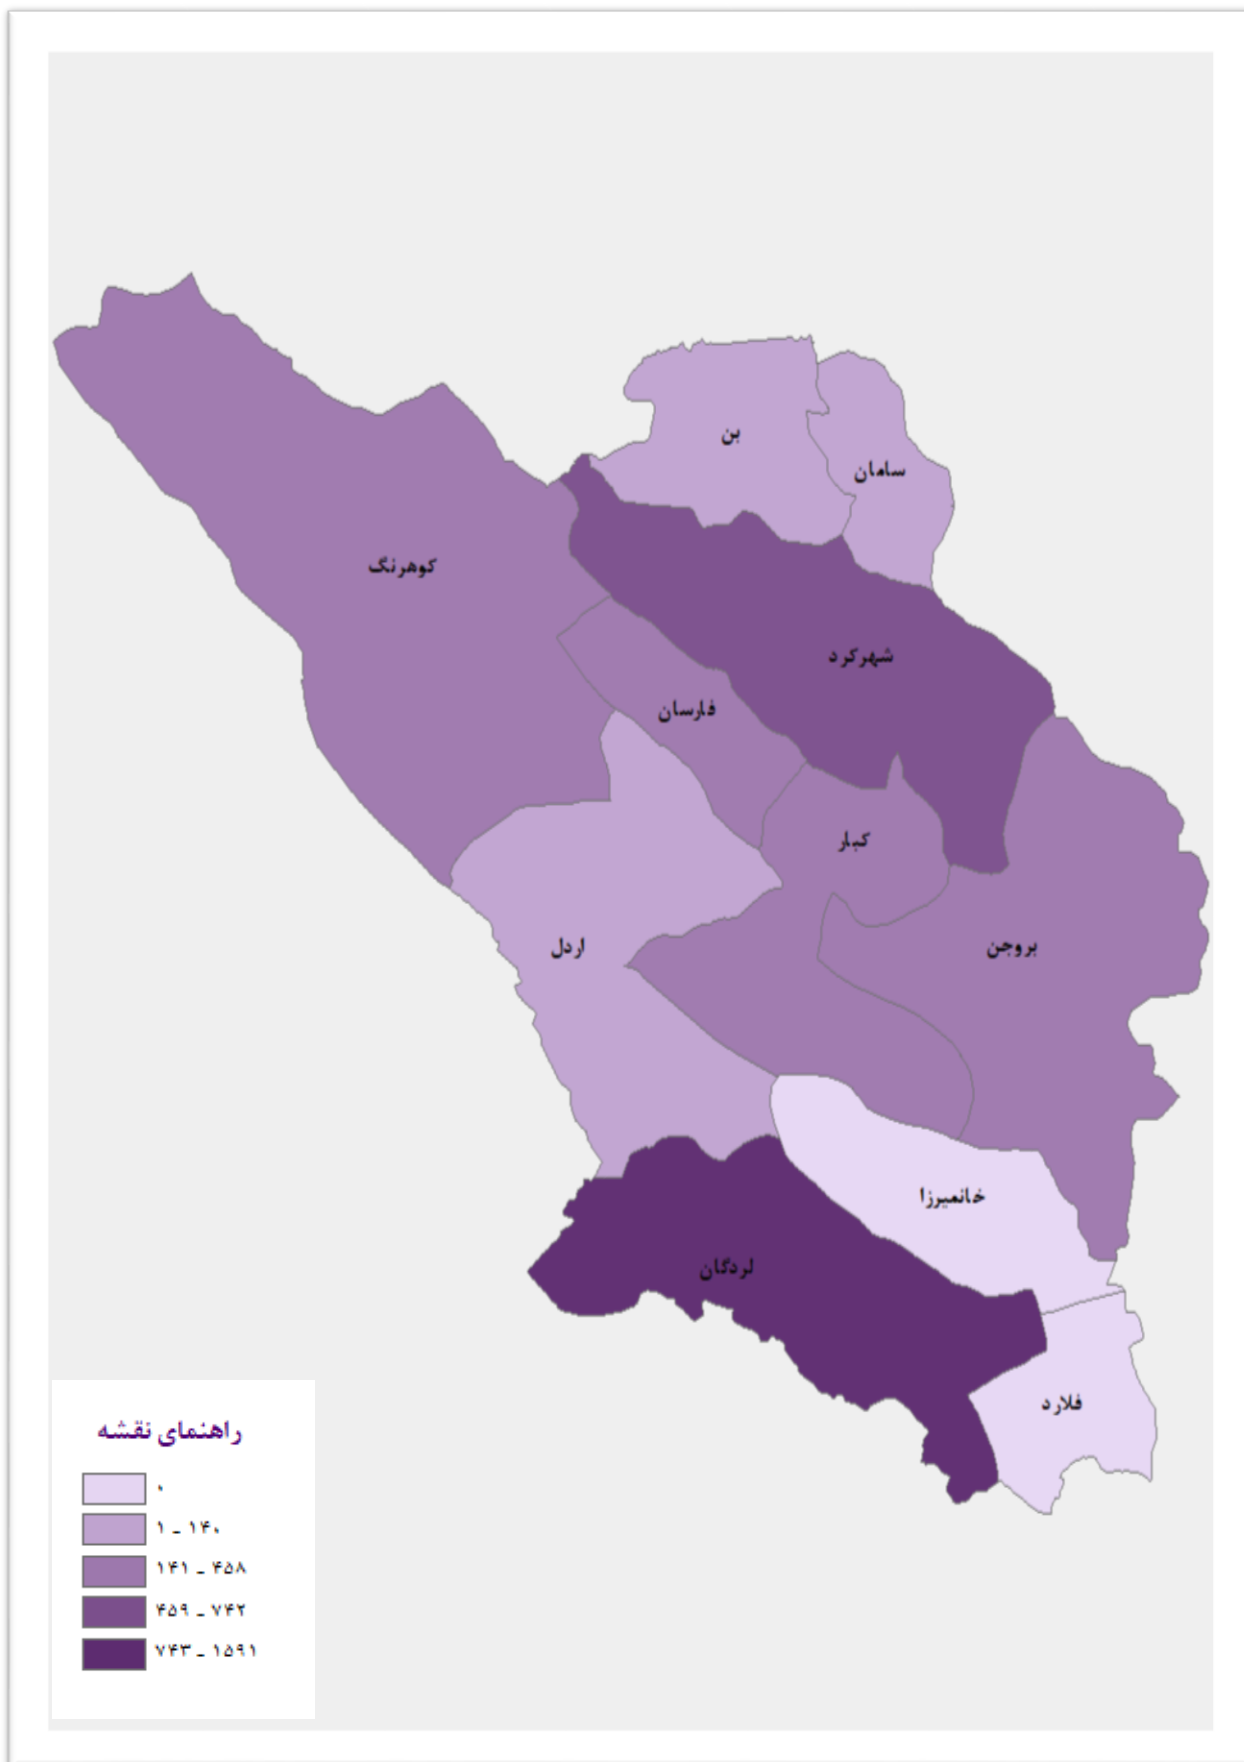 بن
سامان
کوهرنگ
شهرکرد
فارسان
کیار
اردل
بروجن
خانمیرزا
لردگان
فلارد
راهنمای نقشه
۰
۱ - ۱۴۰
۱۴۱ - ۴۵۸
۴۵۹ - ۷۴۲
۷۴۳ - ۱۵۹۱